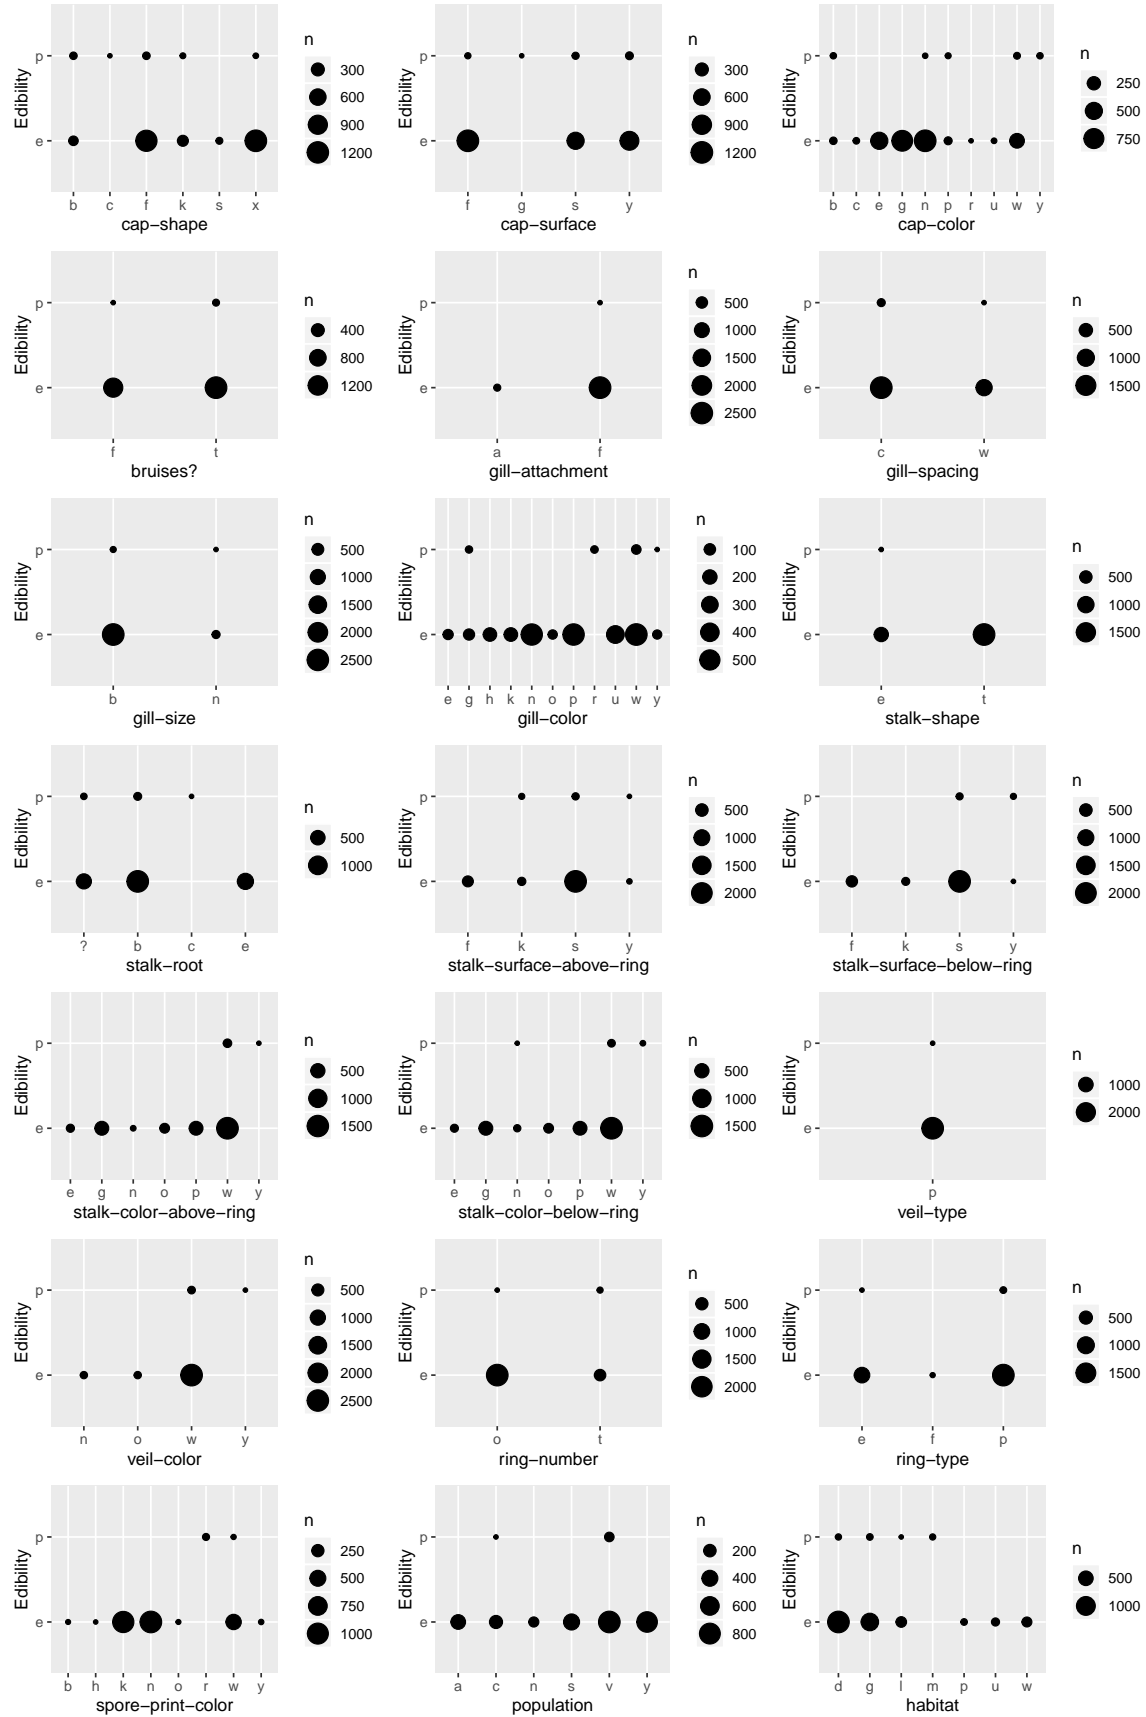 p
e
Edibility
b c f k s x
cap−shape
n
300
600
900
1200
p
e
Edibility
f g s y
cap−surface
n
300
600
900
1200
p
e
Edibility
b c e g n p r u w y
cap−color
n
250
500
750
p
e
Edibility
f t
bruises?
n
400
800
1200
p
e
Edibility
a f
gill−attachment
n
500
1000
1500
2000
2500
p
e
Edibility
c w
gill−spacing
n
500
1000
1500
p
e
Edibility
b n
gill−size
n
500
1000
1500
2000
2500
p
e
Edibility
e g h k n o p r u w y
gill−color
n
100
200
300
400
500
p
e
Edibility
e t
stalk−shape
n
500
1000
1500
p
e
Edibility
? b c e
stalk−root
n
500
1000
p
e
Edibility
f k s y
stalk−surface−above−ring
n
500
1000
1500
2000
p
e
Edibility
f k s y
stalk−surface−below−ring
n
500
1000
1500
2000
p
e
Edibility
e g n o p w y
stalk−color−above−ring
n
500
1000
1500
p
e
Edibility
e g n o p w y
stalk−color−below−ring
n
500
1000
1500
p
e
Edibility
p
veil−type
n
1000
2000
p
e
Edibility
n o w y
veil−color
n
500
1000
1500
2000
2500
p
e
Edibility
o t
ring−number
n
500
1000
1500
2000
p
e
Edibility
e f p
ring−type
n
500
1000
1500
p
e
Edibility
b h k n o r w y
spore−print−color
n
250
500
750
1000
p
e
Edibility
a c n s v y
population
n
200
400
600
800
p
e
Edibility
d g l m p u w
habitat
n
500
1000